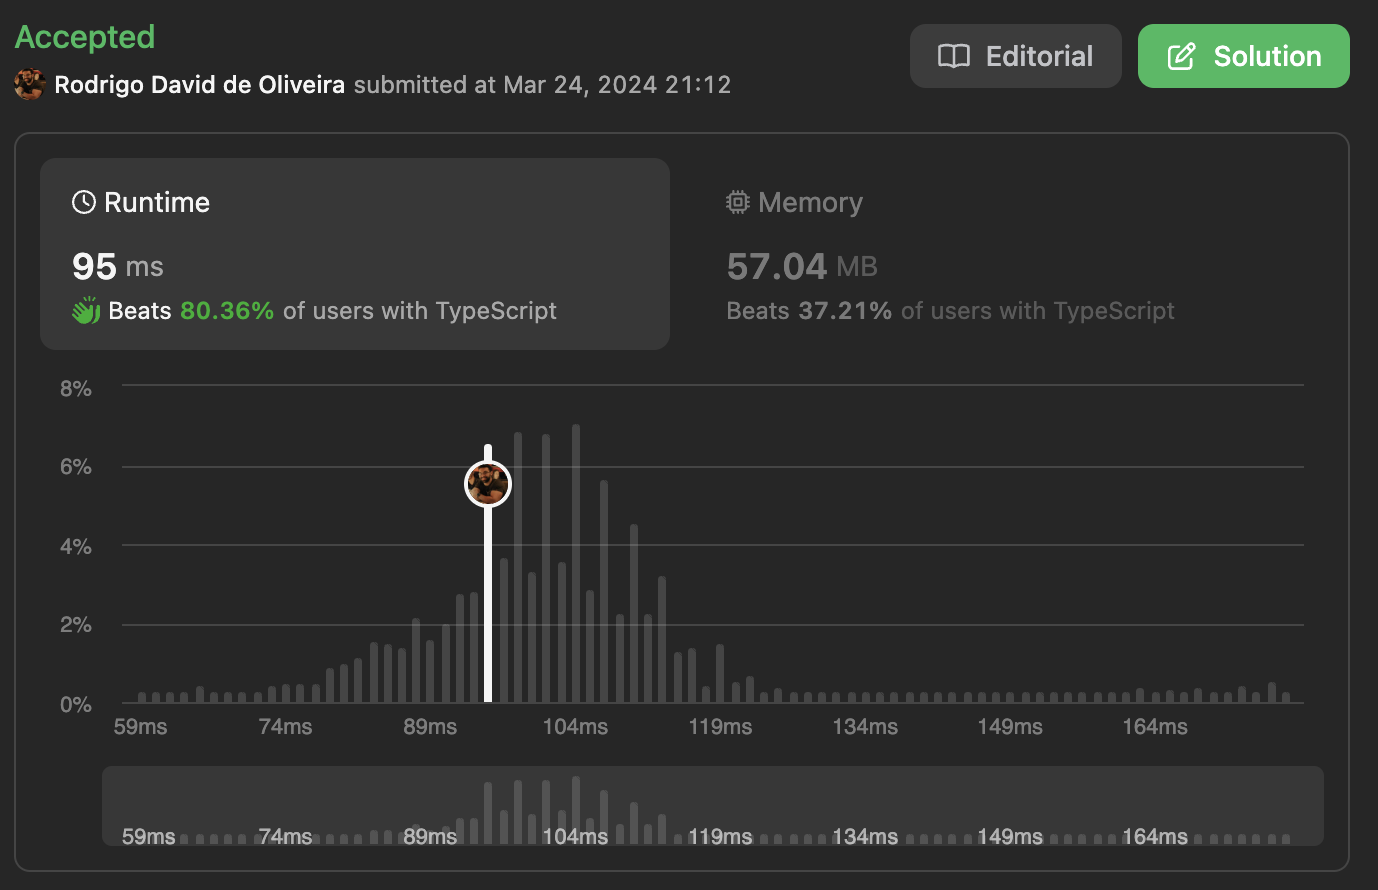 Accepted
Editorial
Solution
Rodrigo David de Oliveira submitted at Mar 24, 2024 21:12
Runtime
95 ms
Beats 80.36% of users with TypeScript
Memory
57.04 MB
Beats 37.21% of users with TypeScript
8%
6%
4%
2%
0%
59ms 74ms 89ms 104ms 119ms 134ms 149ms 164ms
59ms 74ms 89ms 104ms 119ms 134ms 149ms 164ms